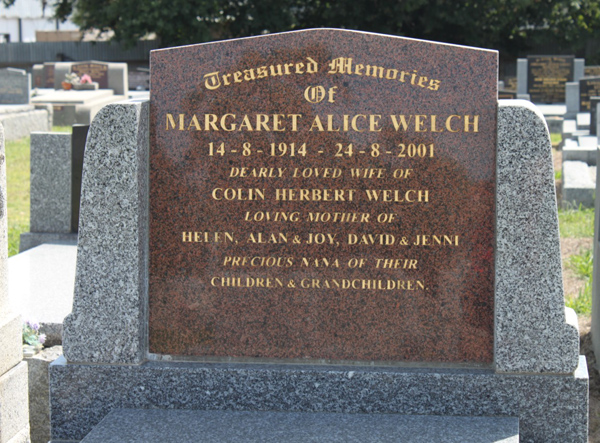 Treasured Memories
Of
MARGARET ALICE WELCH
14 - 8 - 1914 - 24 - 8 - 2001
DEARLY LOVED WIFE OF
COLIN HERBERT WELCH
LOVING MOTHER OF
HELEN, ALAN & JOY, DAVID & JENNI
PRECIOUS NANA OF THEIR
CHILDREN & GRANDCHILDREN.